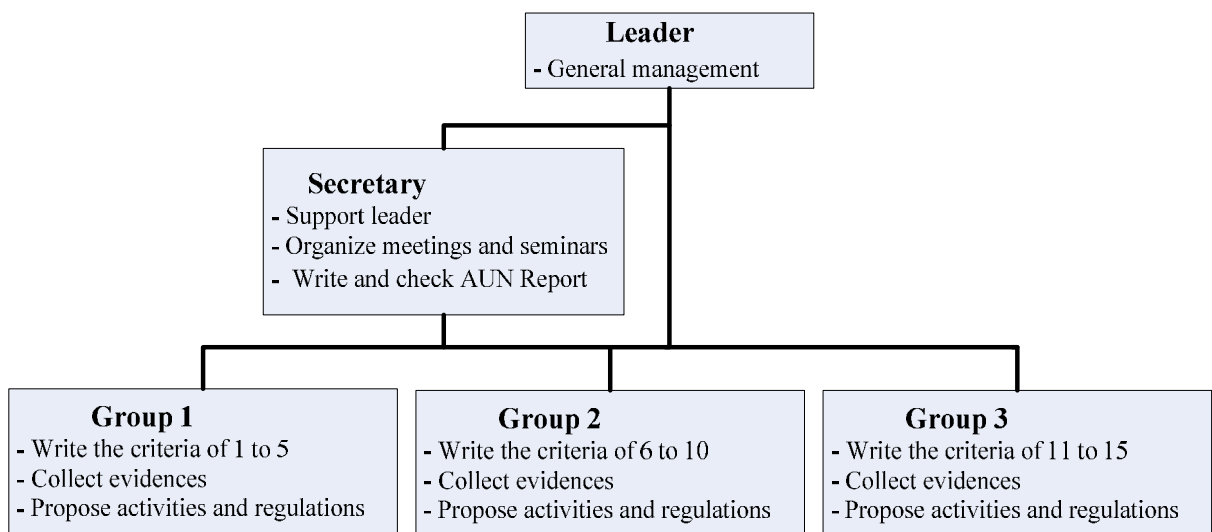 Leader
- General management
Secretary
- Support leader
- Organize meetings and seminars
- Write and check AUN Report
Group 1
- Write the criteria of 1 to 5
- Collect evidences
- Propose activities and regulations
Group 2
- Write the criteria of 6 to 10
- Collect evidences
- Propose activities and regulations
Group 3
- Write the criteria of 11 to 15
- Collect evidences
- Propose activities and regulations